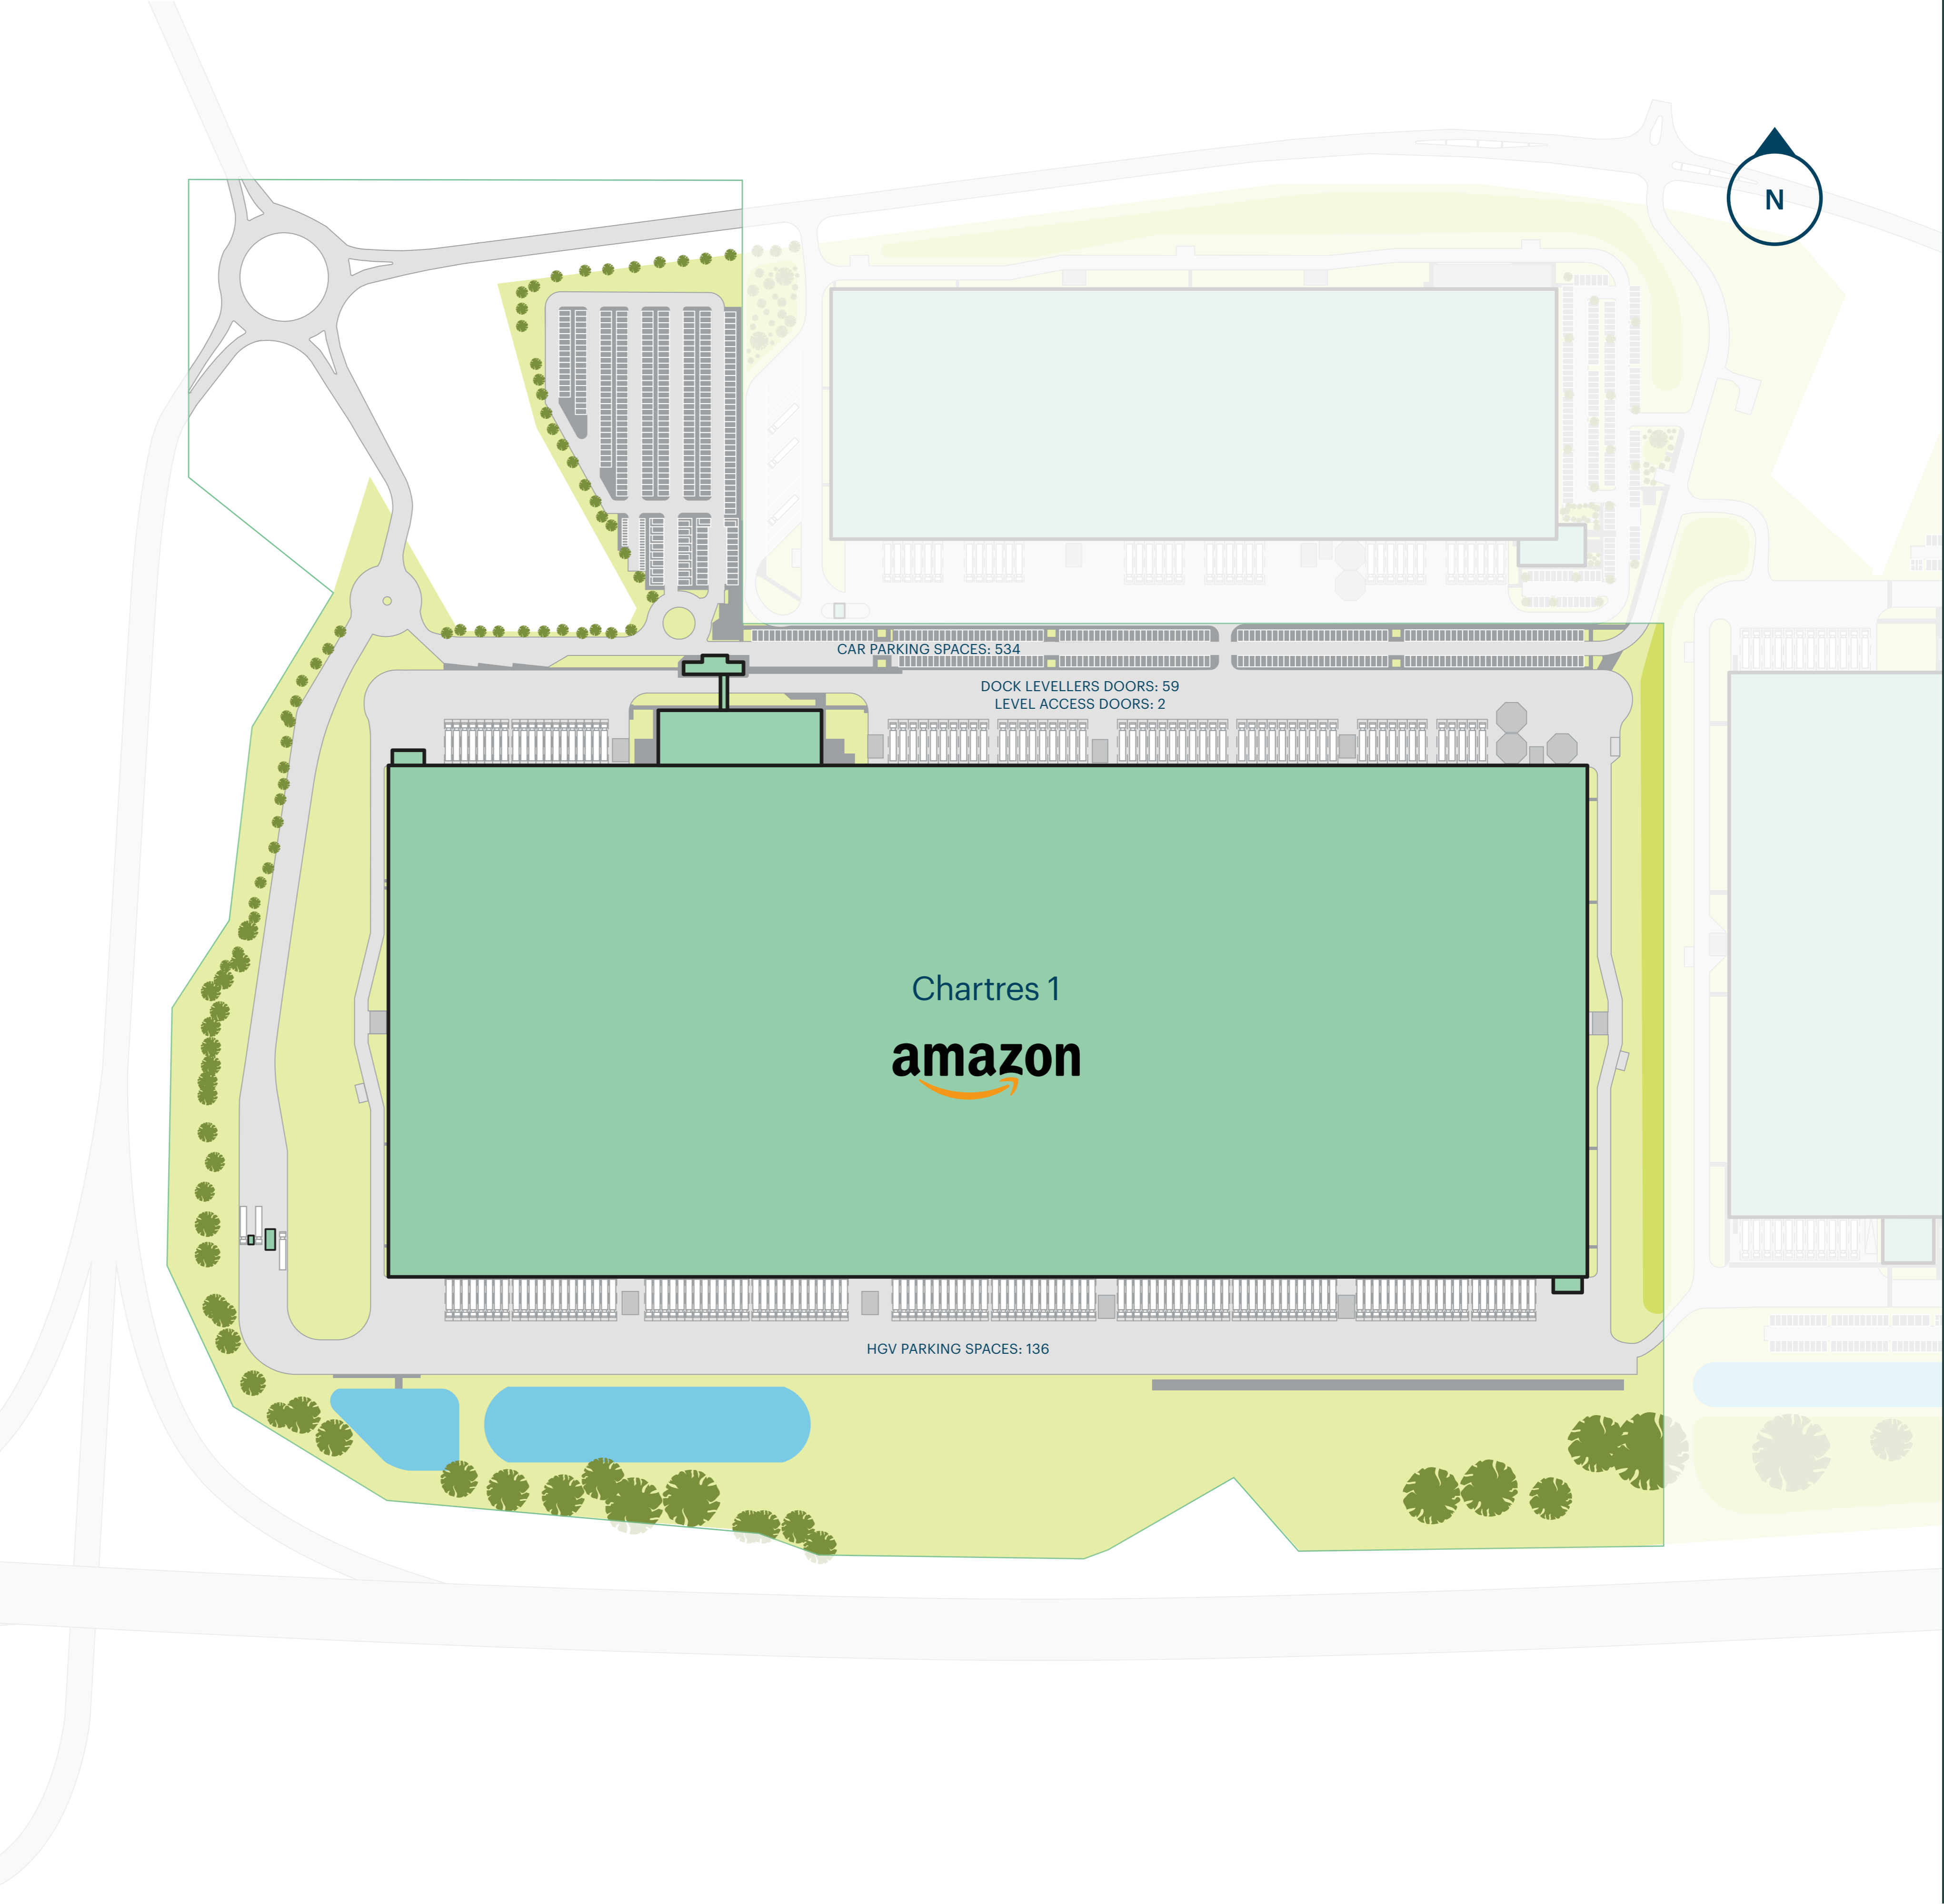 N
CAR PARKING SPACES: 534
DOCK LEVELLERS DOORS: 59
LEVEL ACCESS DOORS: 2
Chartres 1
amazon
HGV PARKING SPACES: 136